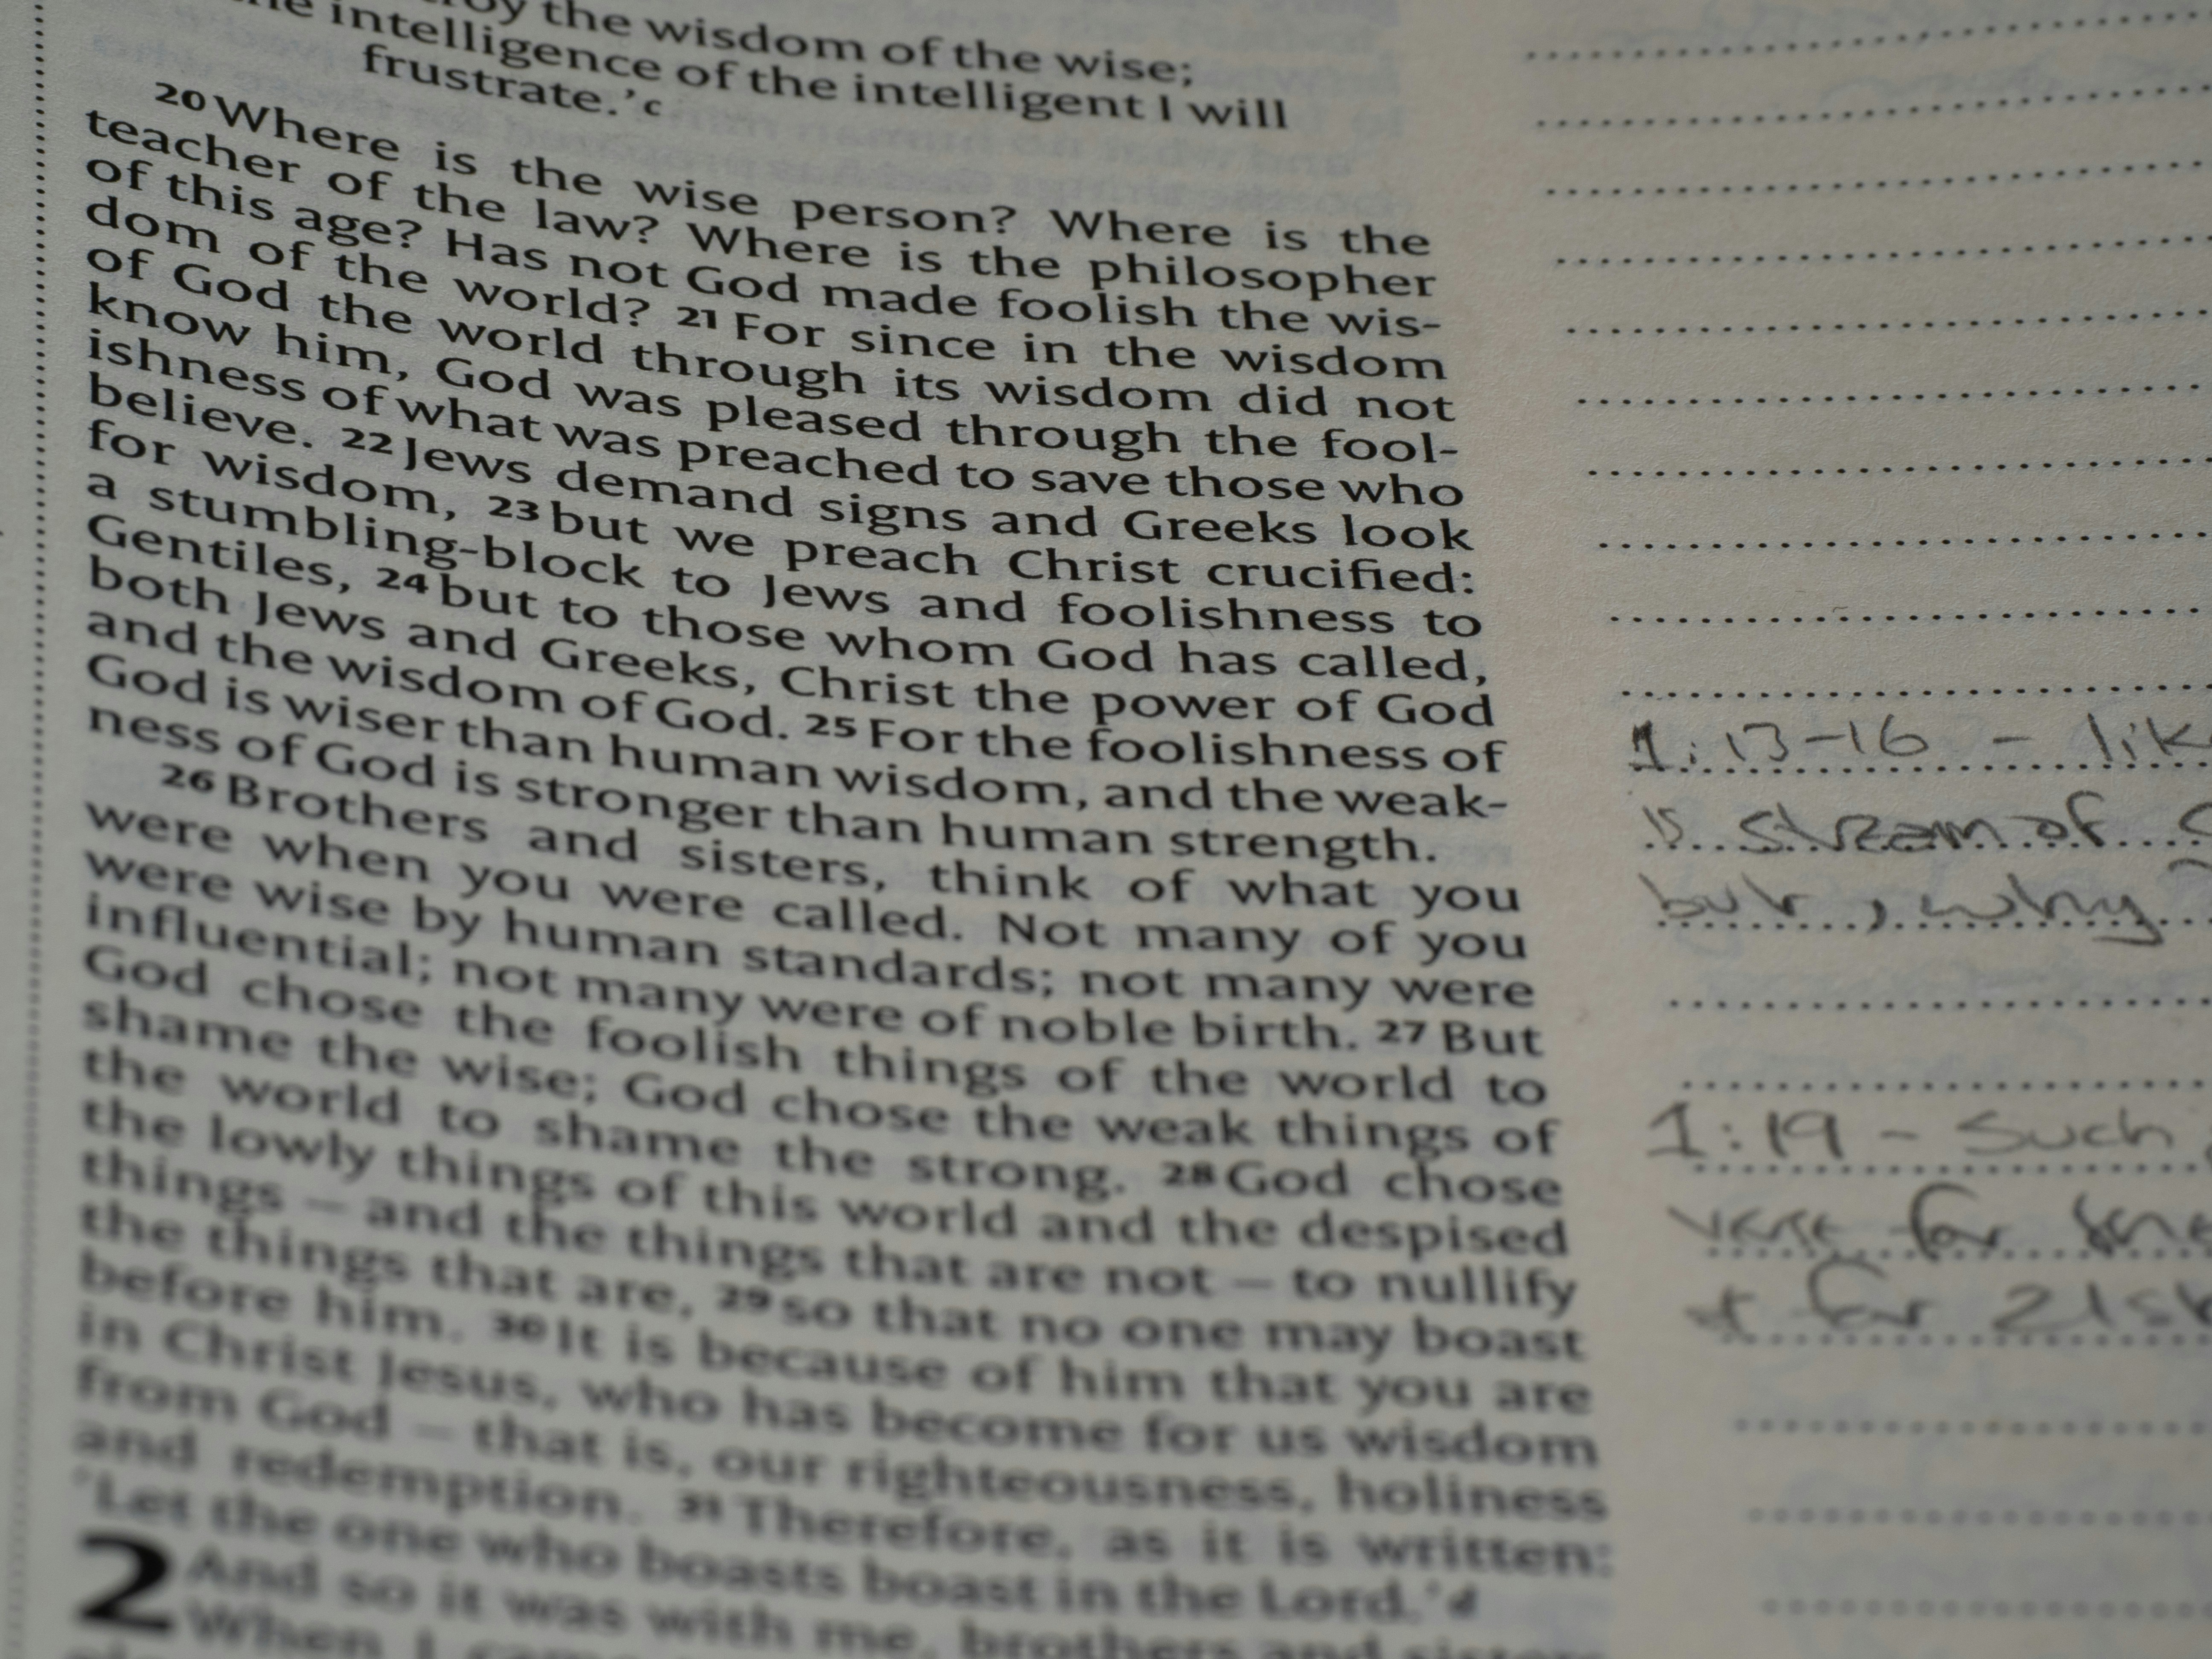 the wisdom of the wise;
intelligence of the intelligent I will
frustrate.’c
20 Where is the wise person? Where is the
teacher of the law? Where is the philosopher
of this age? Has not God made foolish the wis-
dom of the world? 21 For since in the wisdom
of God the world through its wisdom did not
know him, God was pleased through the fool-
ishness of what was preached to save those who
believe. 22 Jews demand signs and Greeks look
for wisdom, 23 but we preach Christ crucified:
a stumbling-block to Jews and foolishness to
Gentiles, 24 but to those whom God has called,
both Jews and Greeks, Christ the power of God
and the wisdom of God. 25 For the foolishness of
God is wiser than human wisdom, and the weak-
ness of God is stronger than human strength.
26 Brothers and sisters, think of what you
were when you were called. Not many of you
were wise by human standards; not many were
influential; not many were of noble birth. 27 But
God chose the foolish things of the world to
shame the wise; God chose the weak things of
the world to shame the strong. 28 God chose
the lowly things of this world and the despised
things – and the things that are not – to nullify
the things that are, 29 so that no one may boast
before him. 30 It is because of him that you are
in Christ Jesus, who has become for us wisdom
from God – that is, our righteousness, holiness
and redemption. 31 Therefore, as it is written:
‘Let the one who boasts boast in the Lord.’d
2 And so it was with me, brothers and
When I
1:13-16 - lik
is stream of
but, why?
1:19 - Such
verse for
+ for 21st